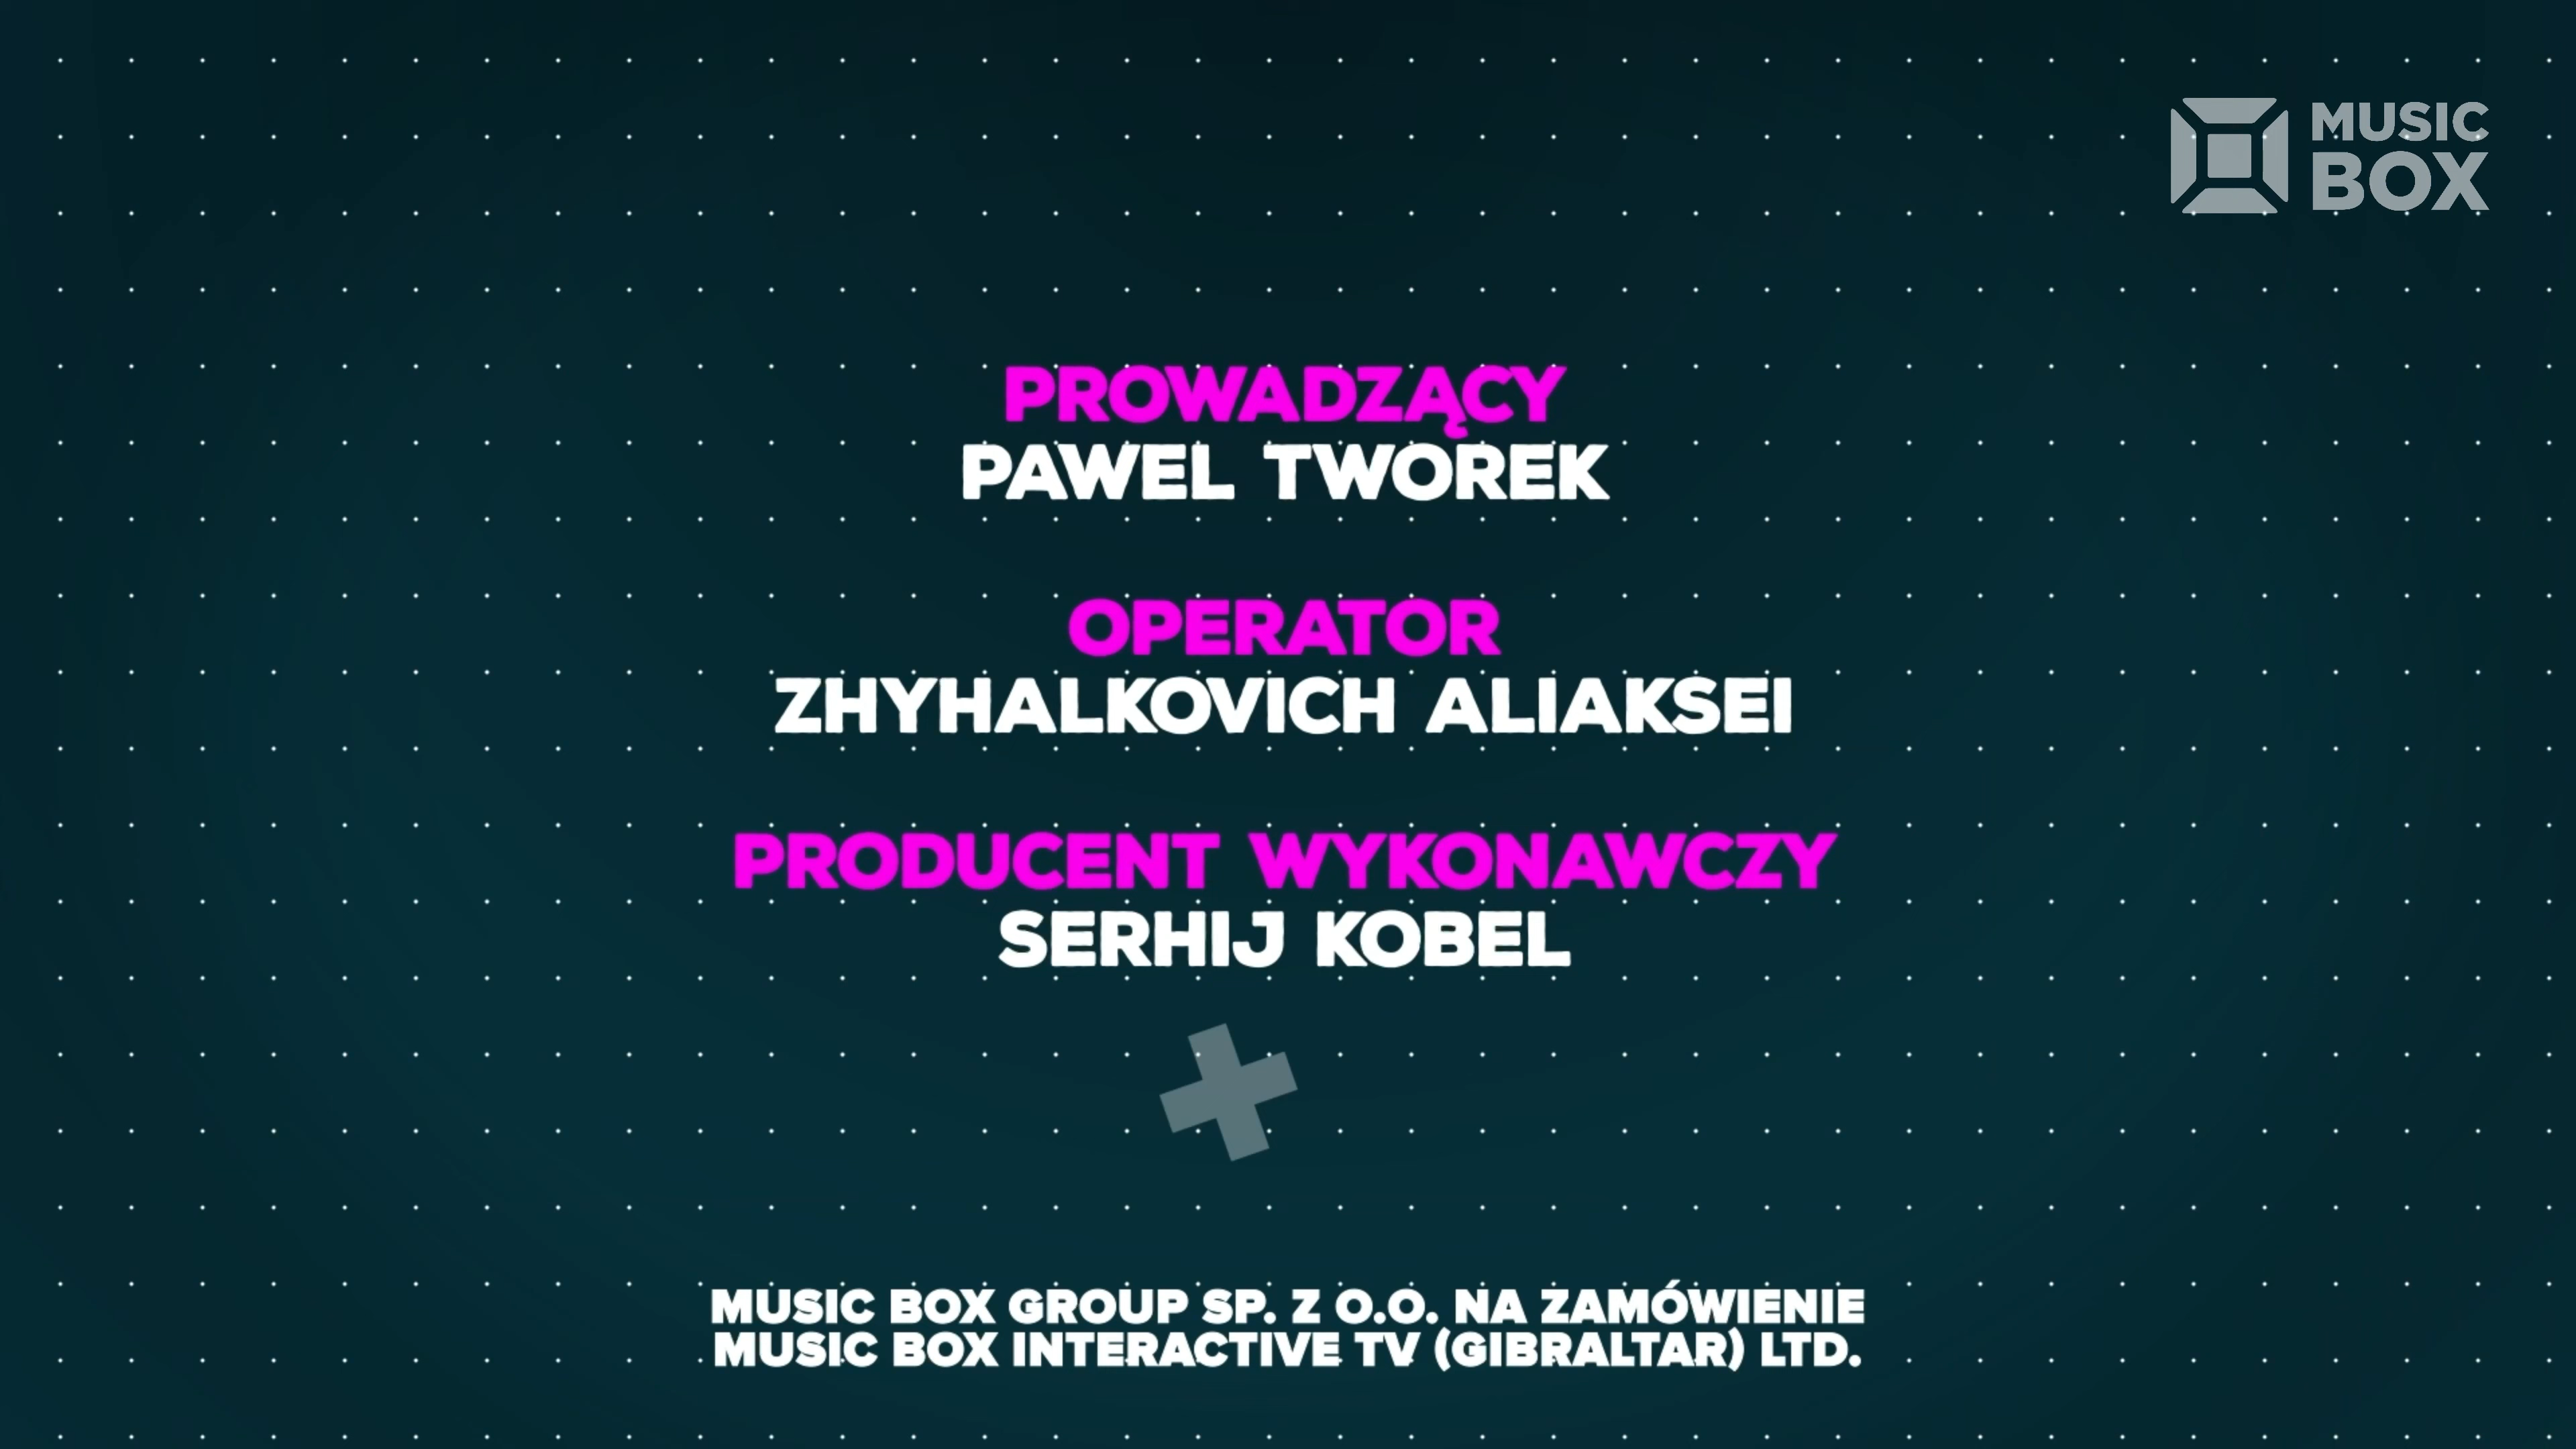 MUSIC
BOX
PROWADZĄCY
PAWEL TWOREK
OPERATOR
ZHYHALKOVICH ALIAKSEI
PRODUCENT WYKONAWCZY
SERHIJ KOBEL
MUSIC BOX GROUP SP. Z O.O. NA ZAMÓWIENIE
MUSIC BOX INTERACTIVE TV (GIBRALTAR) LTD.